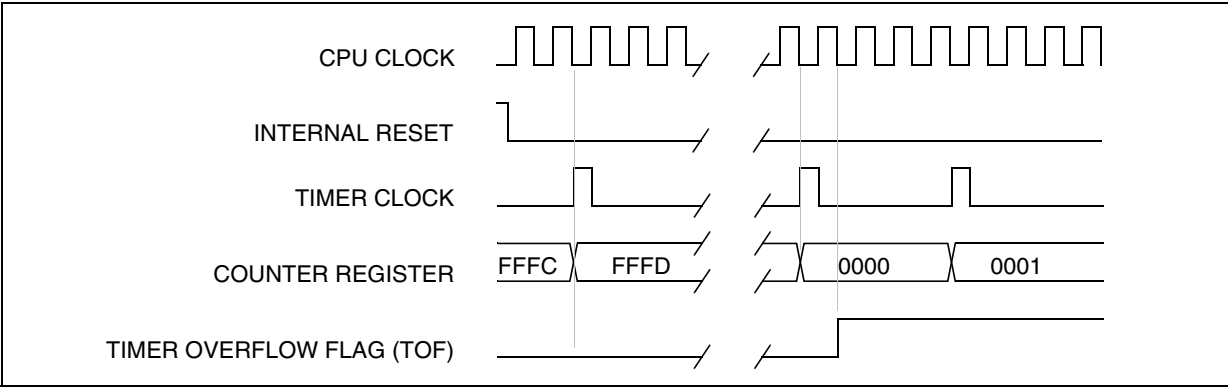 CPU CLOCK
INTERNAL RESET
TIMER CLOCK
COUNTER REGISTER FFFC FFFD 0000 0001
TIMER OVERFLOW FLAG (TOF)